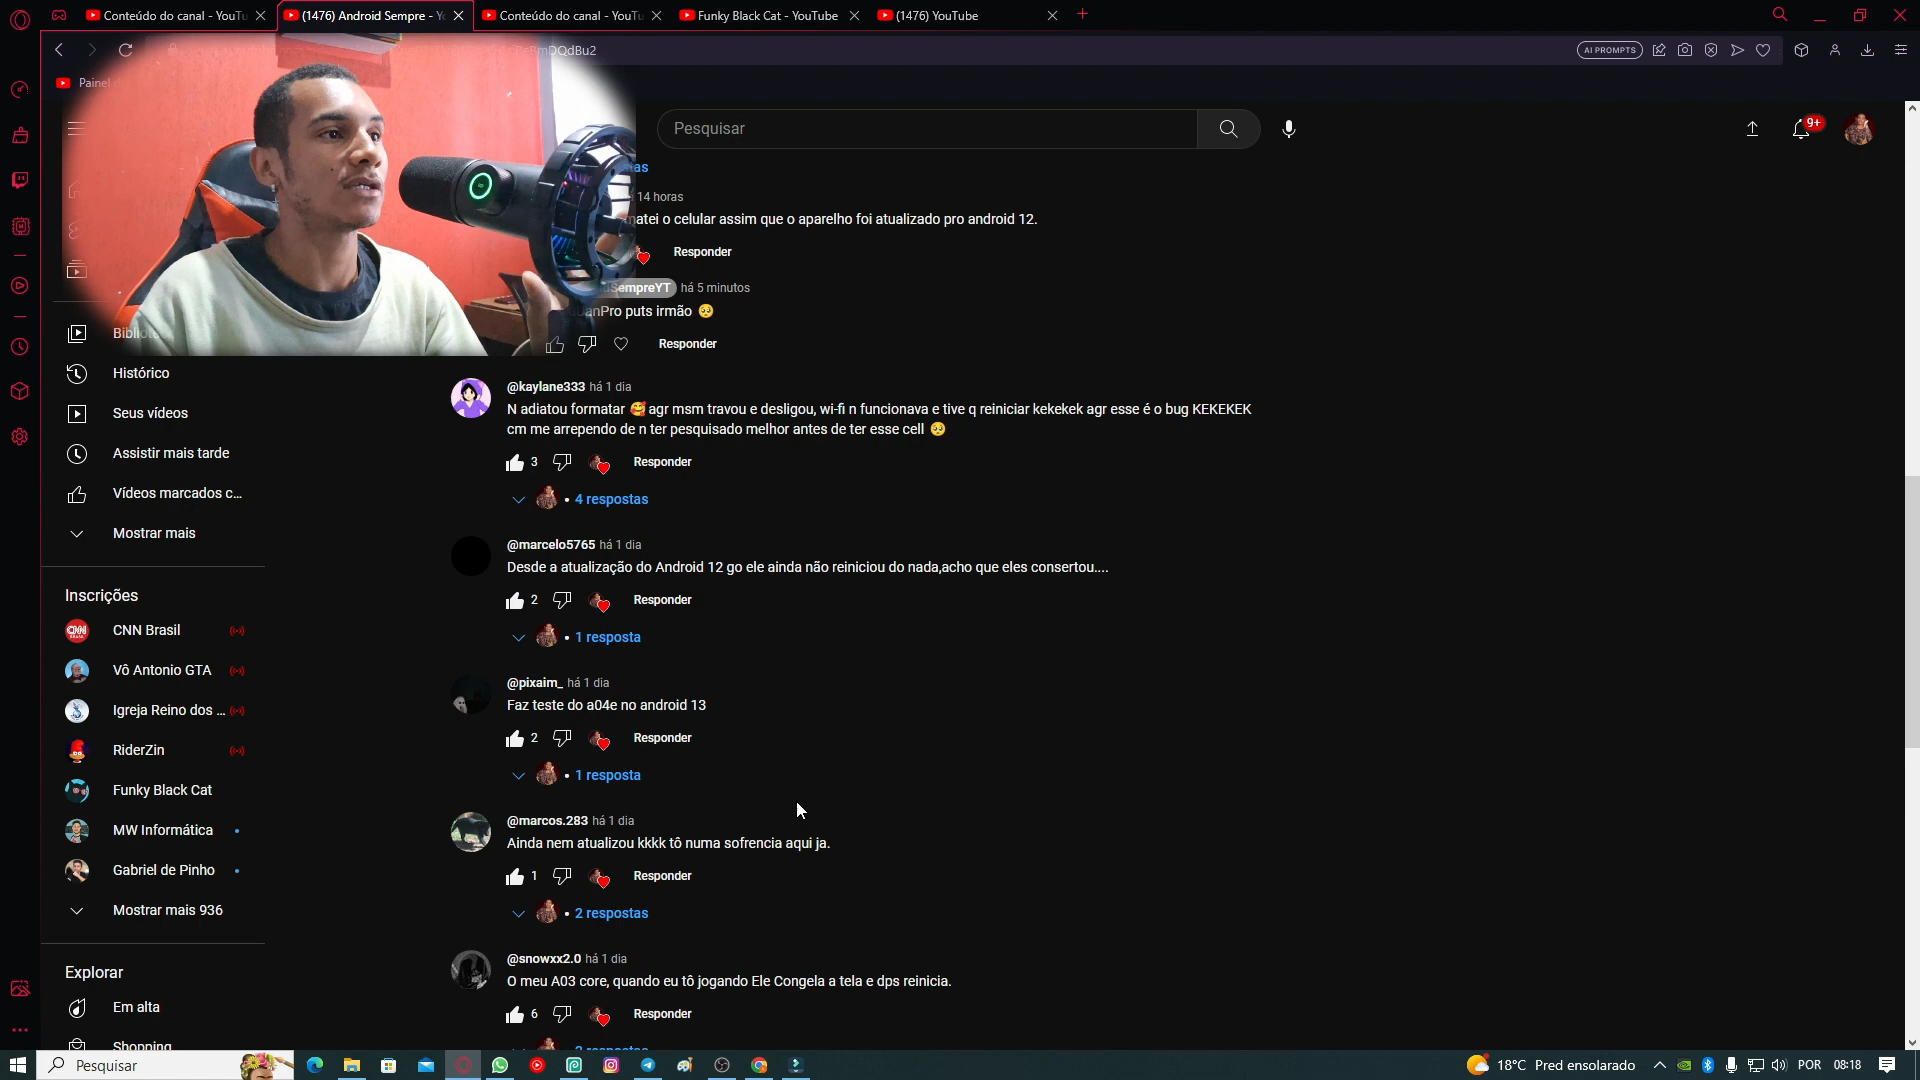 Conteúdo do canal - YouTu
(1476) Android Sempre - Y
Conteúdo do canal - YouTu
Funky Black Cat - YouTube
(1476) YouTube
DQdBu2
AI PROMPTS
Painel
Pesquisar
9+
14 horas
matei o celular assim que o aparelho foi atualizado pro android 12.
Responder
SempreYT há 5 minutos
anPro puts irmão 🥺
Responder
Histórico
Seus vídeos
Assistir mais tarde
Vídeos marcados c...
Mostrar mais
Inscrições
CNN Brasil
Vô Antonio GTA
Igreja Reino dos ...
RiderZin
Funky Black Cat
MW Informática
Gabriel de Pinho
Mostrar mais 936
Explorar
Em alta
Shopping
@kaylane333 há 1 dia
N adiatou formatar 🥰 agr msm travou e desligou, wi-fi n funcionava e tive q reiniciar kekekek agr esse é o bug KEKEKEK
cm me arrependo de n ter pesquisado melhor antes de ter esse cell 🥺
3 Responder
• 4 respostas
@marcelo5765 há 1 dia
Desde a atualização do Android 12 go ele ainda não reiniciou do nada,acho que eles consertou....
2 Responder
• 1 resposta
@pixaim_ há 1 dia
Faz teste do a04e no android 13
2 Responder
• 1 resposta
@marcos.283 há 1 dia
Ainda nem atualizou kkkk tô numa sofrencia aqui ja.
1 Responder
• 2 respostas
@snowxx2.0 há 1 dia
O meu A03 core, quando eu tô jogando Ele Congela a tela e dps reinicia.
6 Responder
Pesquisar
18°C Pred ensolarado
POR
08:18